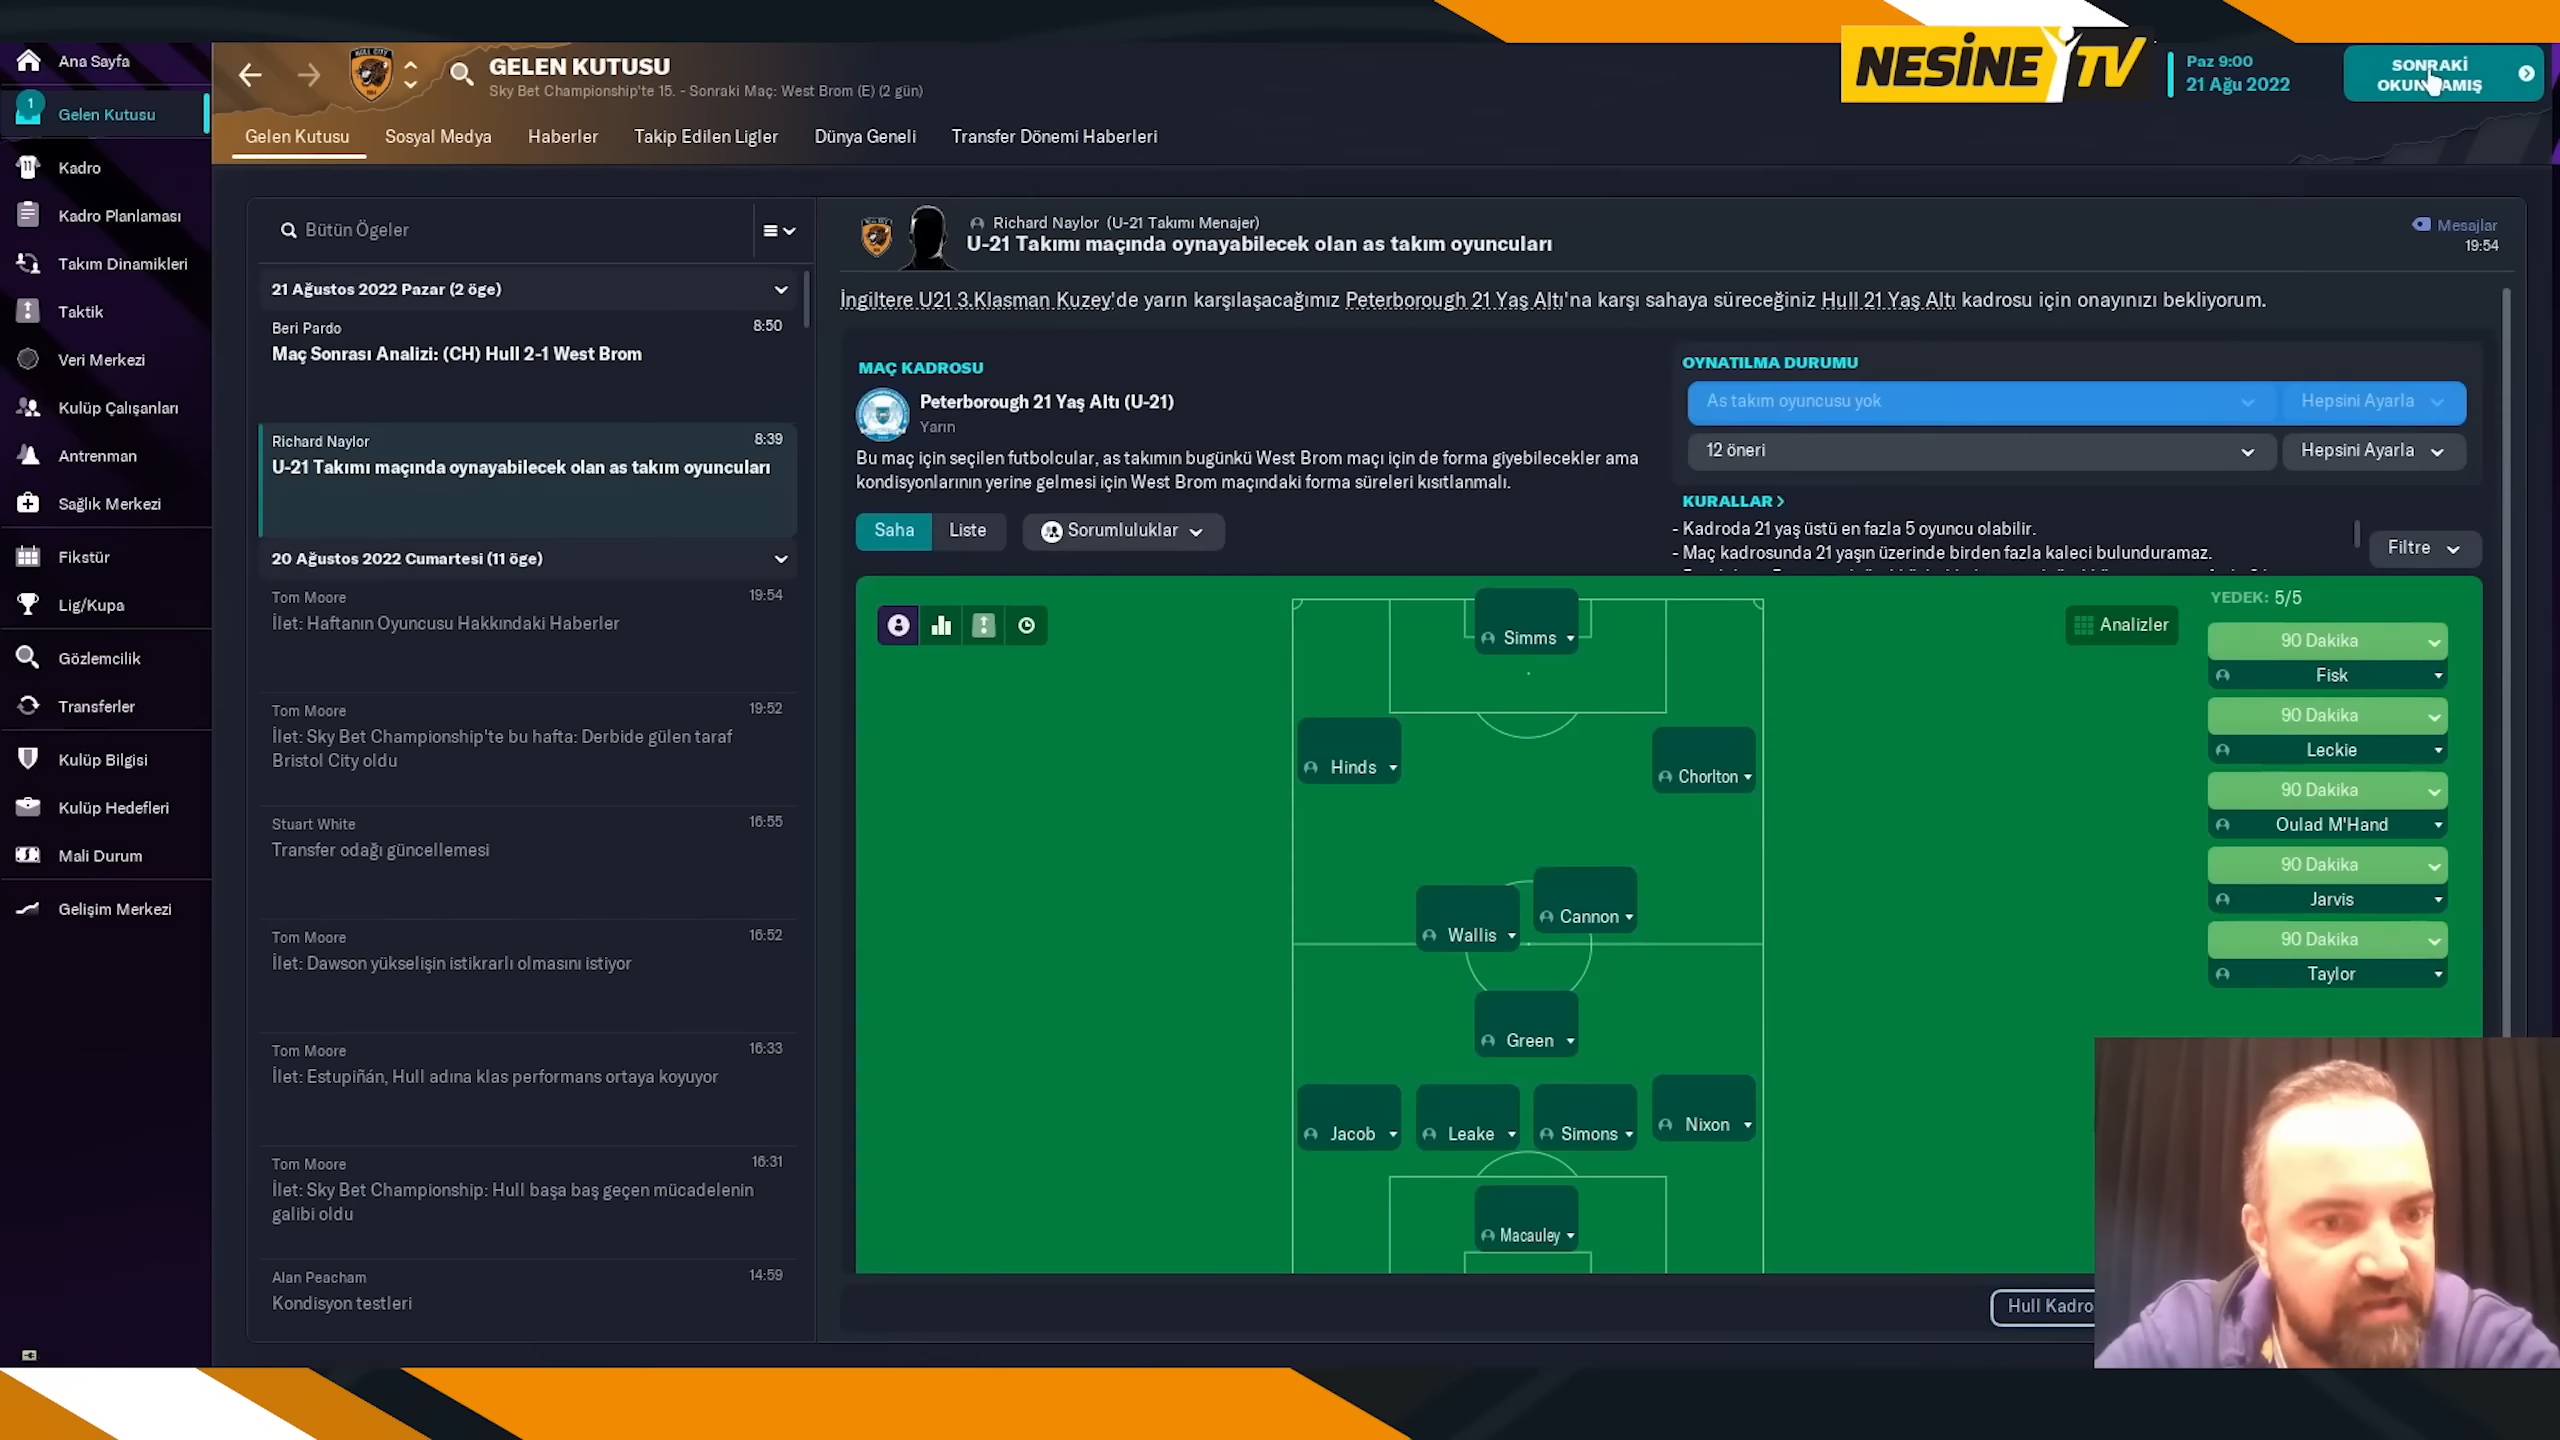 Ana Sayfa
1
Gelen Kutusu
Kadro
Kadro Planlaması
Takım Dinamikleri
Taktik
Veri Merkezi
Kulüp Çalışanları
Antrenman
Sağlık Merkezi
Fikstür
Lig/Kupa
Gözlemcilik
Transferler
Kulüp Bilgisi
Kulüp Hedefleri
Mali Durum
Gelişim Merkezi
GELEN KUTUSU
Sky Bet Championship'te 15. - Sonraki Maç: West Brom (E) (2 gün)
NESİNE TV
Paz 9:00
21 Ağu 2022
SONRAKİ
Gelen Kutusu
Sosyal Medya
Haberler
Takip Edilen Ligler
Dünya Geneli
Transfer Dönemi Haberleri
Bütün Ögeler
21 Ağustos 2022 Pazar (2 öge)
Beri Pardo
8:50
Maç Sonrası Analizi: (CH) Hull 2-1 West Brom
Richard Naylor
8:39
U-21 Takımı maçında oynayabilecek olan as takım oyuncuları
20 Ağustos 2022 Cumartesi (11 öge)
Tom Moore
19:54
İlet: Haftanın Oyuncusu Hakkındaki Haberler
Tom Moore
19:52
İlet: Sky Bet Championship'te bu hafta: Derbide gülen taraf
Bristol City oldu
Stuart White
16:55
Transfer odağı güncellemesi
Tom Moore
16:52
İlet: Dawson yükselişin istikrarlı olmasını istiyor
Tom Moore
16:33
İlet: Estupiñán, Hull adına klas performans ortaya koyuyor
Tom Moore
16:31
İlet: Sky Bet Championship: Hull başa baş geçen mücadelenin
galibi oldu
Alan Peacham
14:59
Kondisyon testleri
Richard Naylor (U-21 Takımı Menajer)
U-21 Takımı maçında oynayabilecek olan as takım oyuncuları
Mesajlar
19:54
İngiltere U21 3.Klasman Kuzey'de yarın karşılaşacağımız Peterborough 21 Yaş Altı'na karşı sahaya süreceğiniz Hull 21 Yaş Altı kadrosu için onayınızı bekliyorum.
MAÇ KADROSU
Peterborough 21 Yaş Altı (U-21)
Yarın
Bu maç için seçilen futbolcular, as takımın bugünkü West Brom maçı için de forma giyebilecekler ama
kondisyonlarının yerine gelmesi için West Brom maçındaki forma süreleri kısıtlanmalı.
Saha
Liste
Sorumluluklar
OYNATILMA DURUMU
As takım oyuncusu yok
Hepsini Ayarla
12 öneri
Hepsini Ayarla
KURALLAR >
- Kadroda 21 yaş üstü en fazla 5 oyuncu olabilir.
- Maç kadrosunda 21 yaşın üzerinde birden fazla kaleci bulunduramaz.
Filtre
Analizler
Simms
Hinds
Chorlton
Wallis
Cannon
Green
Jacob
Leake
Simons
Nixon
Macauley
YEDEK: 5/5
90 Dakika
Fisk
90 Dakika
Leckie
90 Dakika
Oulad M'Hand
90 Dakika
Jarvis
90 Dakika
Taylor
Hull Kadro